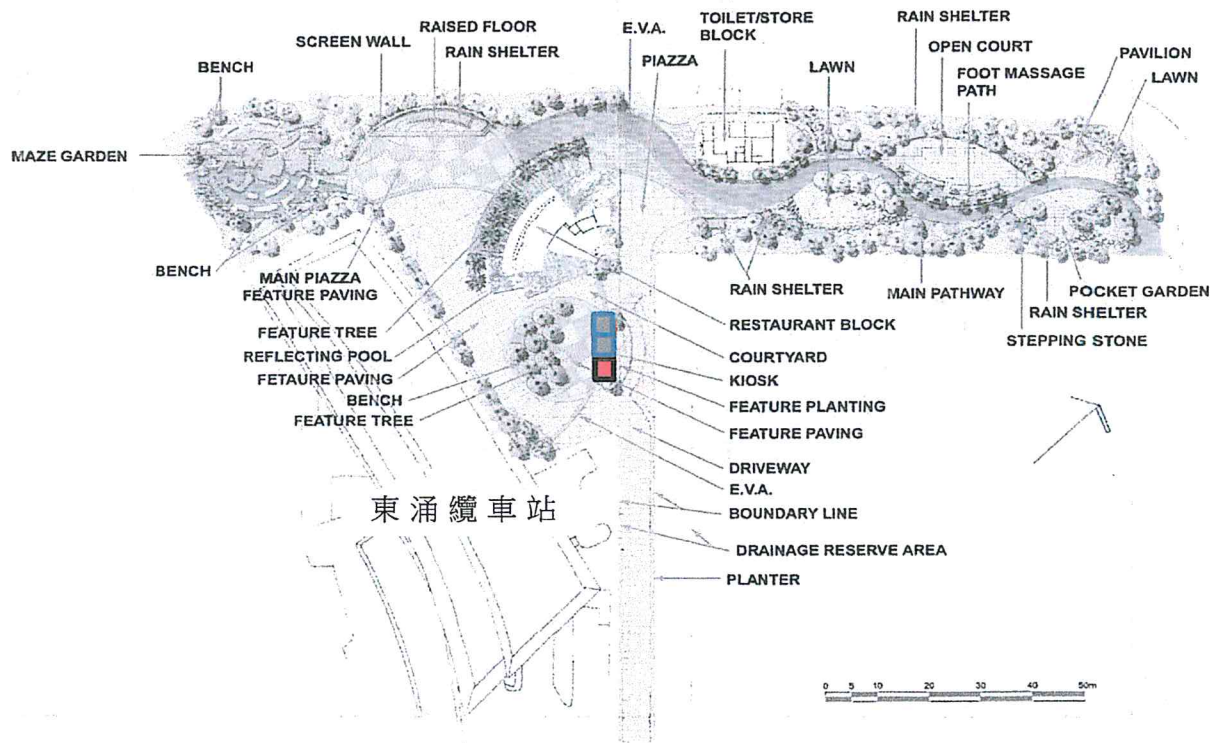 TOILET/STORE
BLOCK
RAIN SHELTER
E.V.A.
RAISED FLOOR
SCREEN WALL
RAIN SHELTER
OPEN COURT
PAVILION
BENCH
PIAZZA
LAWN
FOOT MASSAGE
PATH
LAWN
MAZE GARDEN
BENCH
MAIN PIAZZA
FEATURE PAVING
RAIN SHELTER
MAIN PATHWAY
POCKET GARDEN
RAIN SHELTER
STEPPING STONE
FEATURE TREE
REFLECTING POOL
FETAURE PAVING
BENCH
FEATURE TREE
RESTAURANT BLOCK
COURTYARD
KIOSK
FEATURE PLANTING
FEATURE PAVING
DRIVEWAY
E.V.A.
BOUNDARY LINE
DRAINAGE RESERVE AREA
PLANTER
東涌纜車站
0 5 10 20 30 40 50m